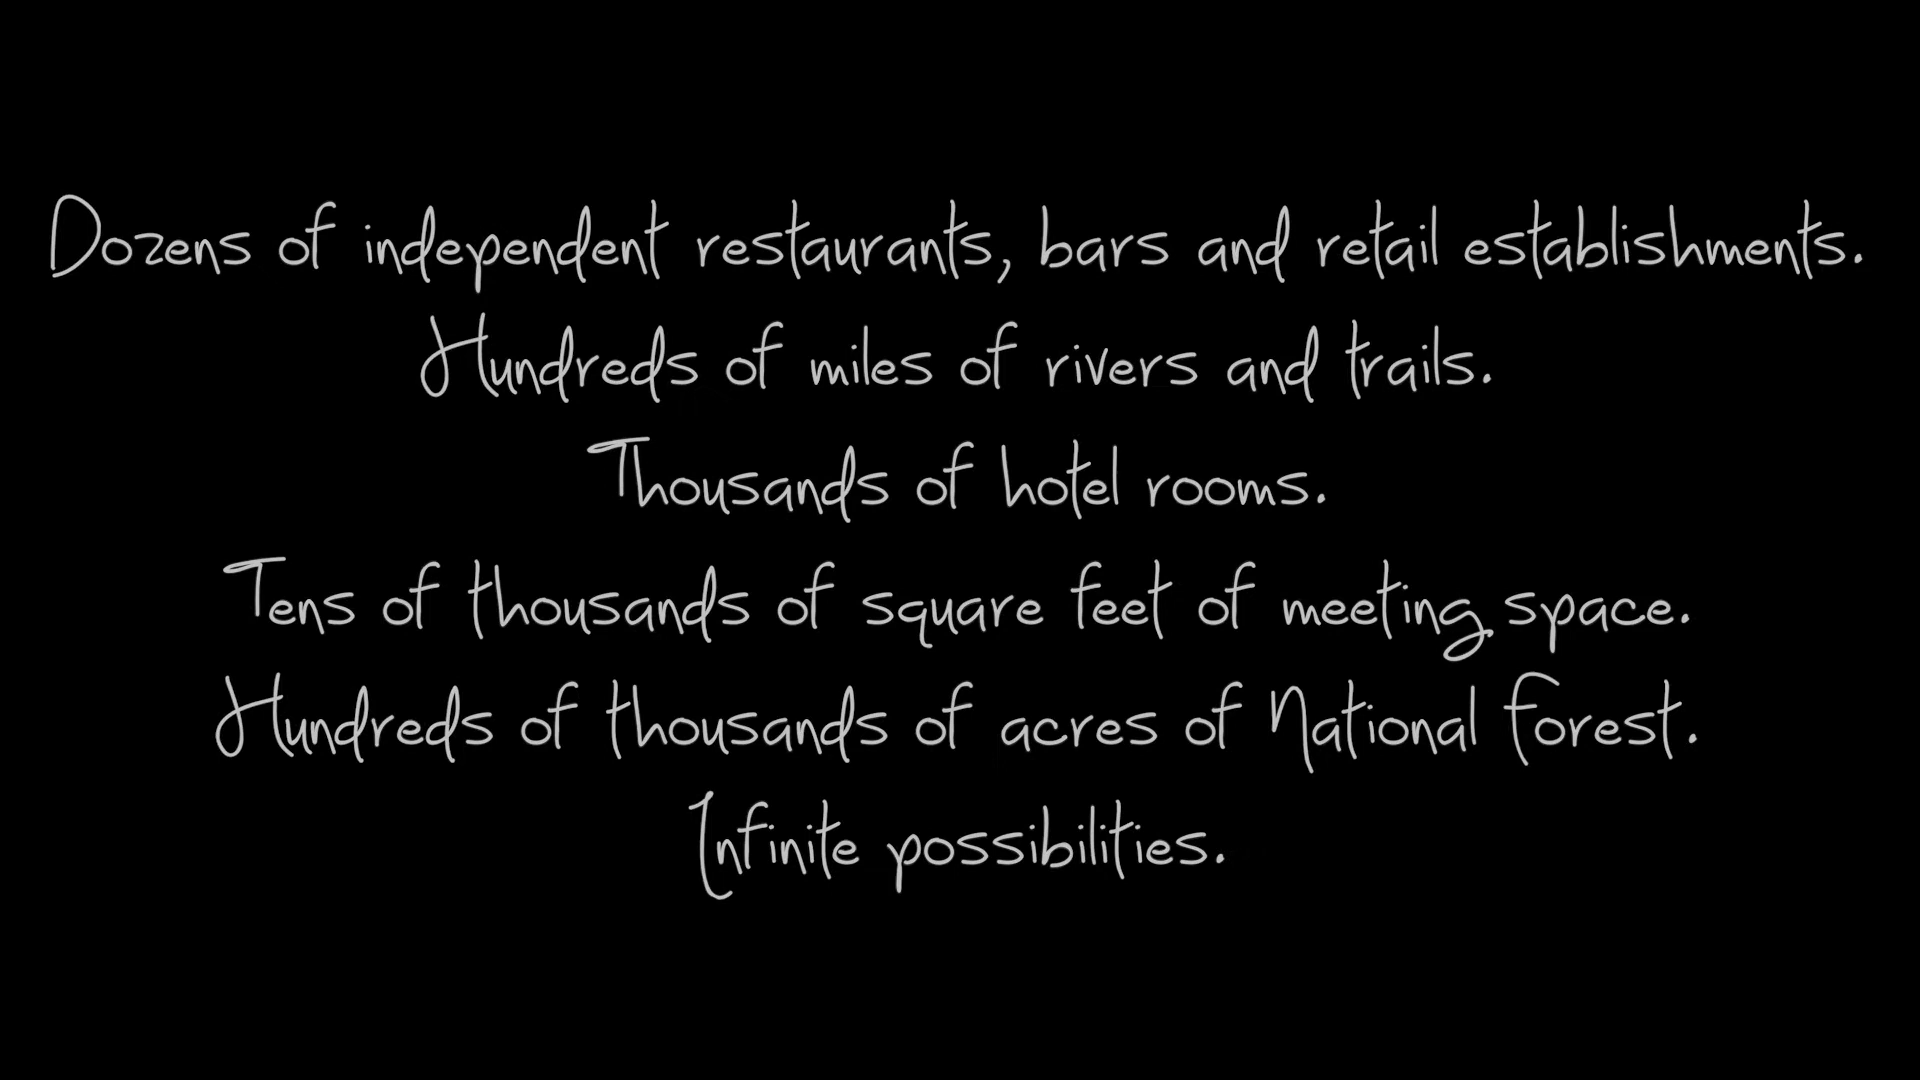 Dozens of independent restaurants, bars and retail establishments.
Hundreds of miles of rivers and trails.
Thousands of hotel rooms.
Tens of thousands of square feet of meeting space.
Hundreds of thousands of acres of National Forest.
Infinite possibilities.